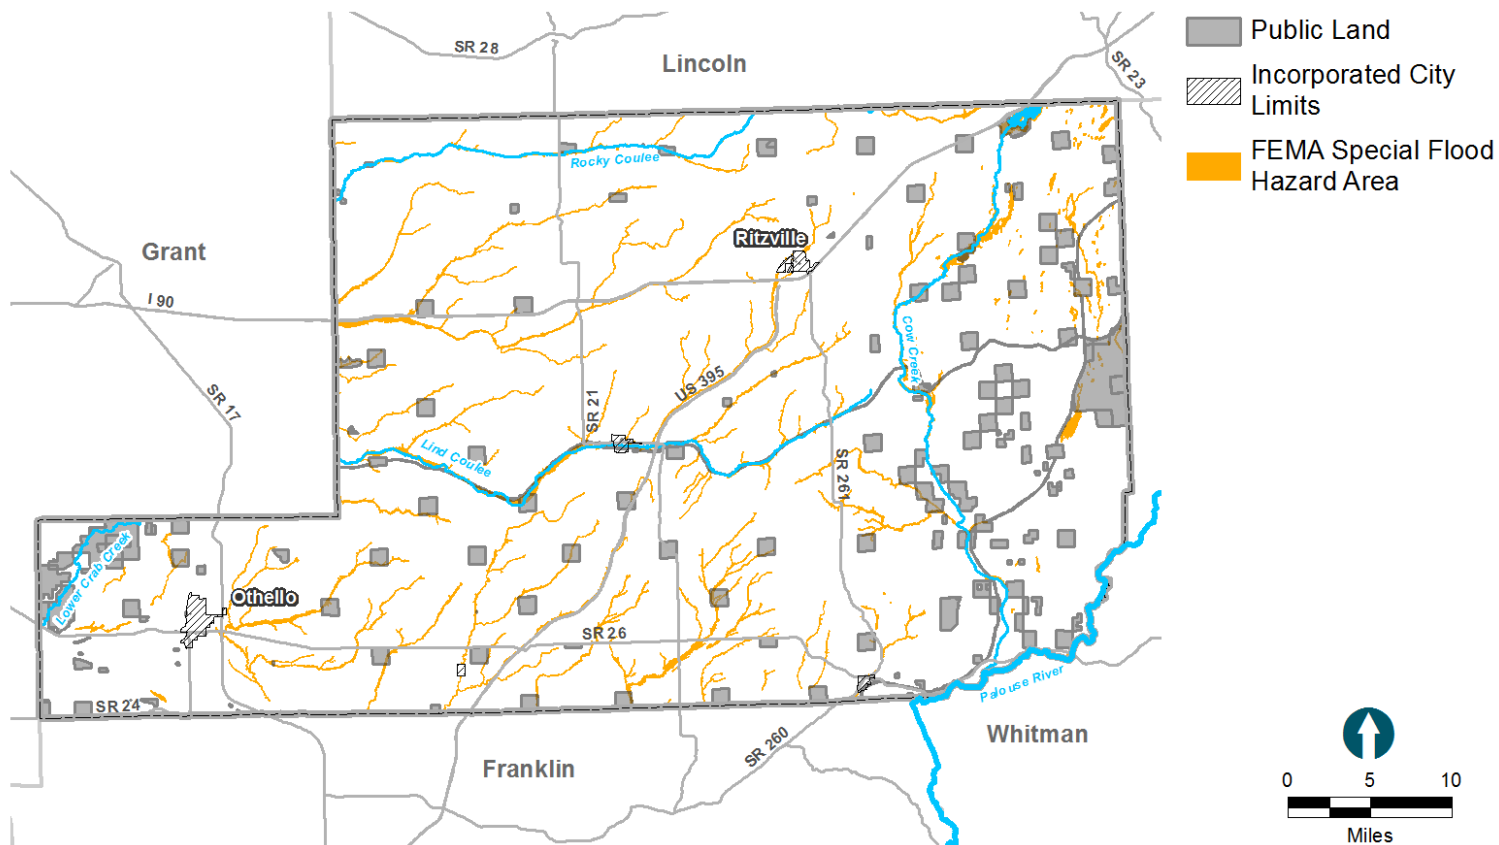 Public Land
Incorporated City
Limits
FEMA Special Flood
Hazard Area
SR 28
Lincoln
SR 23
Rocky Coulee
Grant
Ritzville
I 90
Cow Creek
SR 17
SR 21
US 395
Lind Coulee
SR 261
Lower Crab Creek
Othello
SR 26
Palouse River
SR 24
SR 260
Whitman
Franklin
0 5 10
Miles